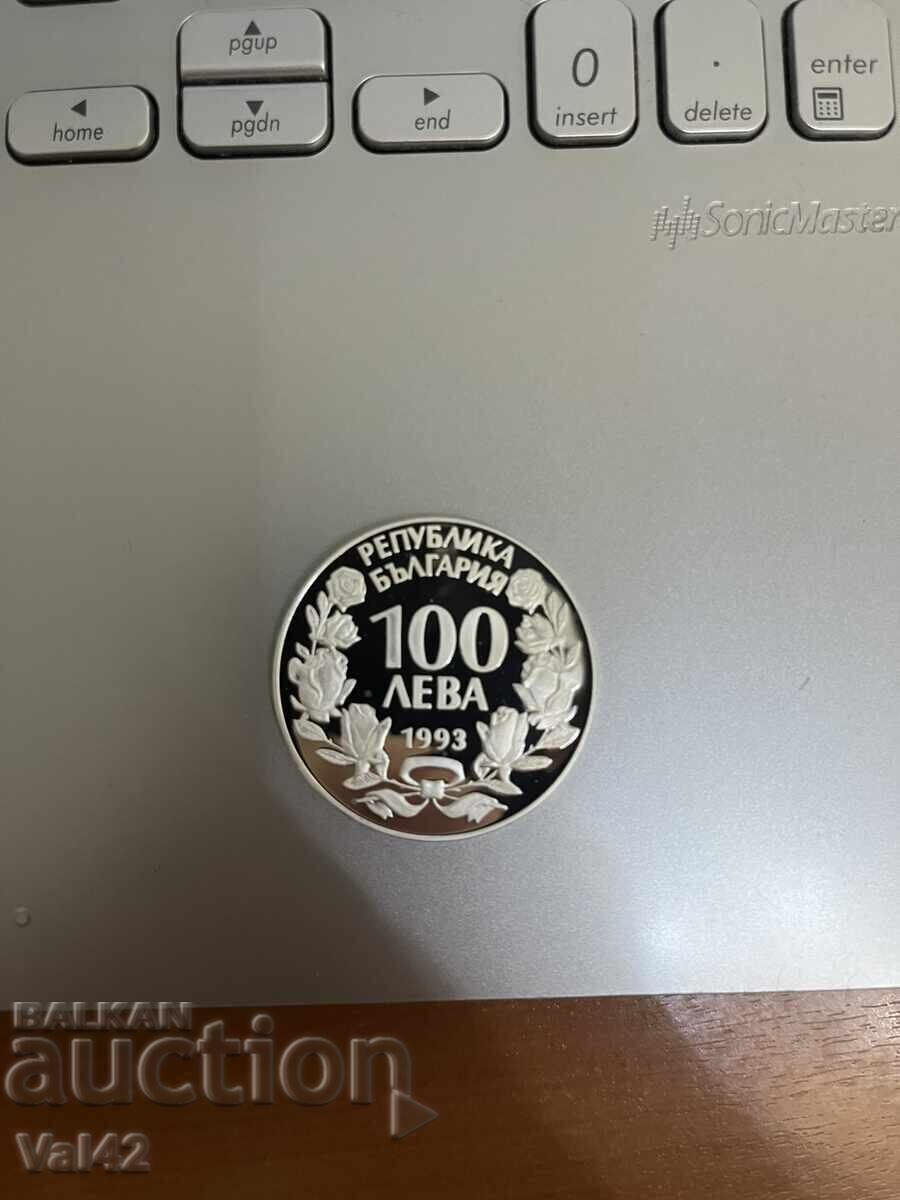 pgup
home
pgdn
end
0
insert
.
delete
enter
SonicMaster
РЕПУБЛИКА
БЪЛГАРИЯ
100
ЛЕВА
1993
BALKAN
auction
Val42